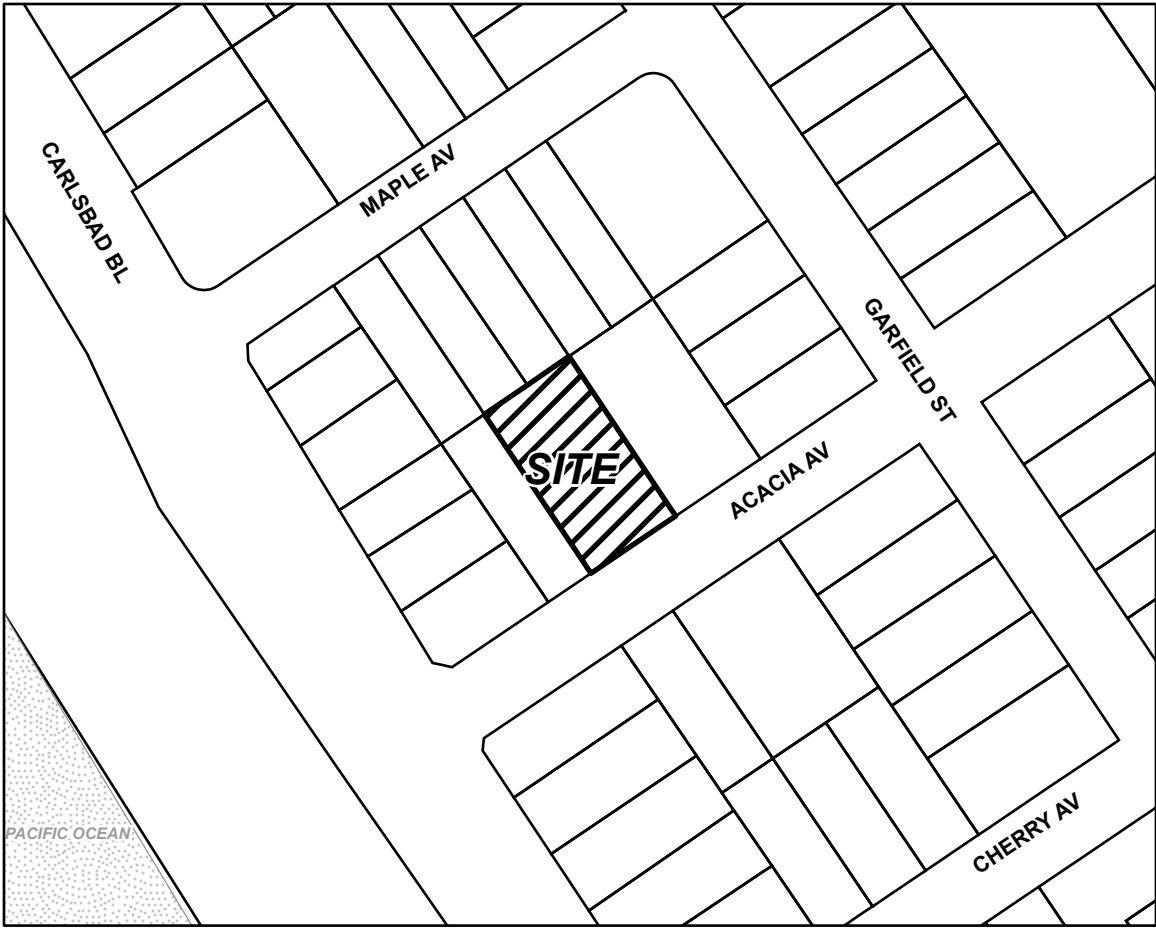 CARLSBAD BL
MAPLE AV
GARFIELD ST
SITE
ACACIA AV
CHERRY AV
PACIFIC OCEAN